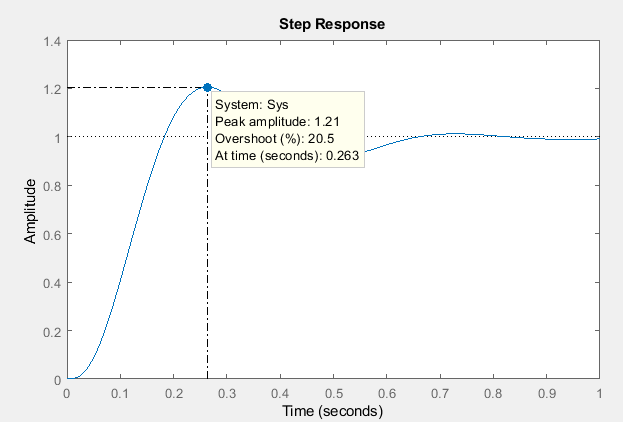 Step Response
1.4
1.2
1
0.8
0.6
0.4
0.2
0
Amplitude
System: Sys
Peak amplitude: 1.21
Overshoot (%): 20.5
At time (seconds): 0.263
0 0.1 0.2 0.3 0.4 0.5 0.6 0.7 0.8 0.9 1
Time (seconds)